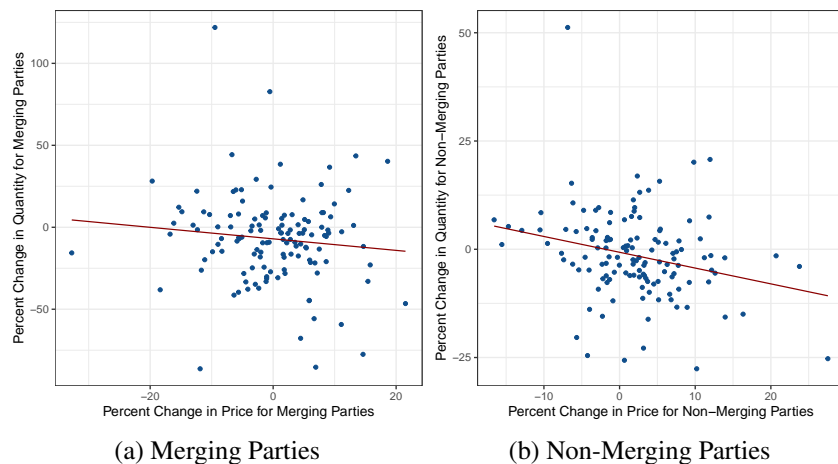 Percent Change in Quantity for Merging Parties
100
50
0
−50
−20
0
20
Percent Change in Price for Merging Parties
(a) Merging Parties
Percent Change in Quantity for Non−Merging Parties
50
25
0
−25
−10
0
10
20
Percent Change in Price for Non−Merging Parties
(b) Non-Merging Parties